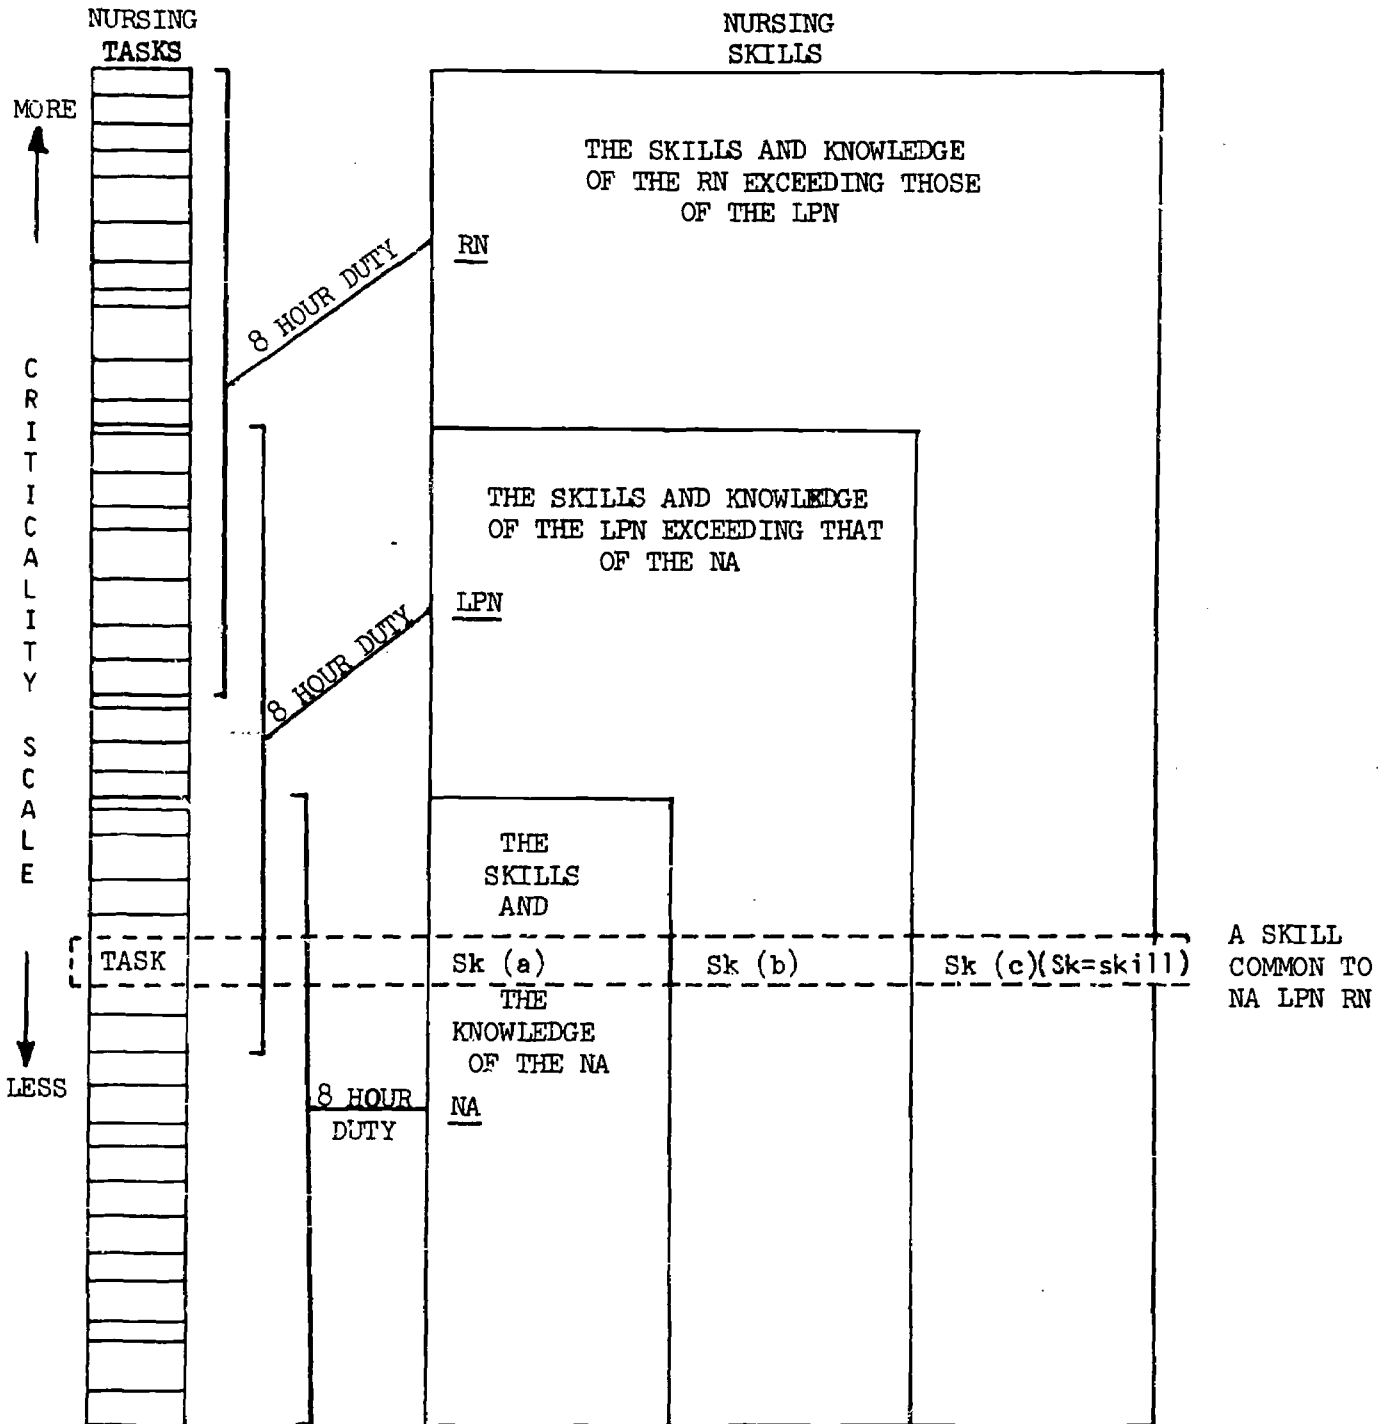 NURSING
TASKS
NURSING
SKILLS
MORE
THE SKILLS AND KNOWLEDGE
OF THE RN EXCEEDING THOSE
OF THE LPN
RN
8 HOUR DUTY
CRITICALITY SCALE
THE SKILLS AND KNOWLEDGE
OF THE LPN EXCEEDING THAT
OF THE NA
LPN
8 HOUR DUTY
THE
SKILLS
AND
TASK
Sk (a)
Sk (b)
Sk (c)(Sk=skill)
A SKILL
COMMON TO
NA LPN RN
THE
KNOWLEDGE
OF THE NA
LESS
8 HOUR
DUTY
NA